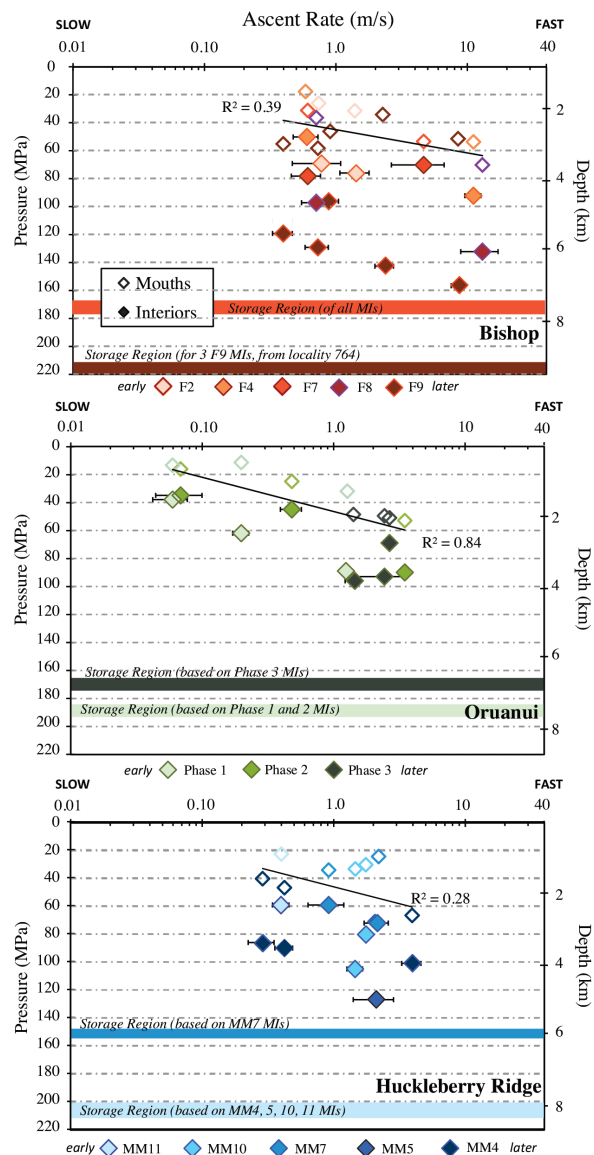 Ascent Rate (m/s)
SLOW FAST
0.01 0.10 1.0 10 40
0
20
40
60
80
100
120
140
160
180
200
220
Pressure (MPa)
2
4
6
8
Depth (km)
R² = 0.39
Mouths
Interiors
Storage Region (of all MIs)
Bishop
Storage Region (for 3 F9 MIs, from locality 764)
early F2 F4 F7 F8 F9 later
SLOW FAST
0.01 0.10 1.0 10 40
0
20
40
60
80
100
120
140
160
180
200
220
Pressure (MPa)
2
4
6
8
Depth (km)
R² = 0.84
Storage Region (based on Phase 3 MIs)
Storage Region (based on Phase 1 and 2 MIs)
Oruanui
early Phase 1 Phase 2 Phase 3 later
SLOW FAST
0.01 0.10 1.0 10 40
0
20
40
60
80
100
120
140
160
180
200
220
Pressure (MPa)
2
4
6
8
Depth (km)
R² = 0.28
Storage Region (based on MM7 MIs)
Huckleberry Ridge
Storage Region (based on MM4, 5, 10, 11 MIs)
early MM11 MM10 MM7 MM5 MM4 later